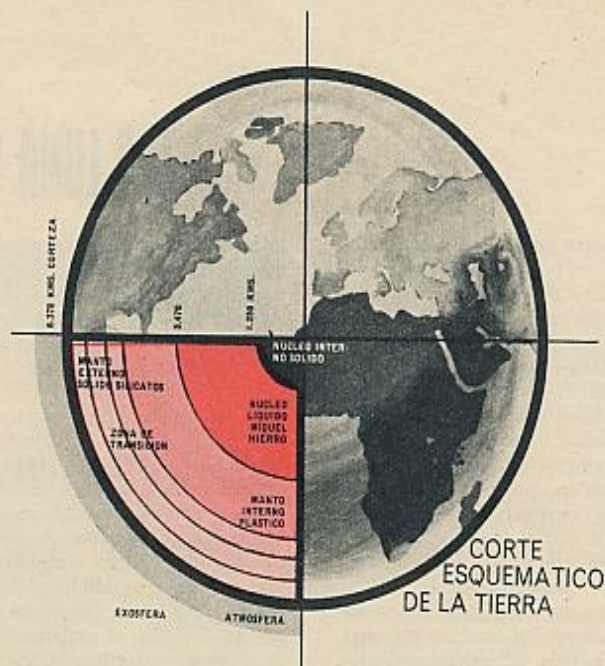 6.378 KMS. CORTEZA
3.470
1.250 KMS.
NUCLEO INTER-
NO SOLIDO
MANTO
EXTERNO
SOLIDO SILICATOS
ZONA DE
TRANSICION
NUCLEO
LIQUIDO
NIQUEL
HIERRO
MANTO
INTERNO
PLASTICO
EXOSFERA
ATMOSFERA
CORTE
ESQUEMATICO
DE LA TIERRA